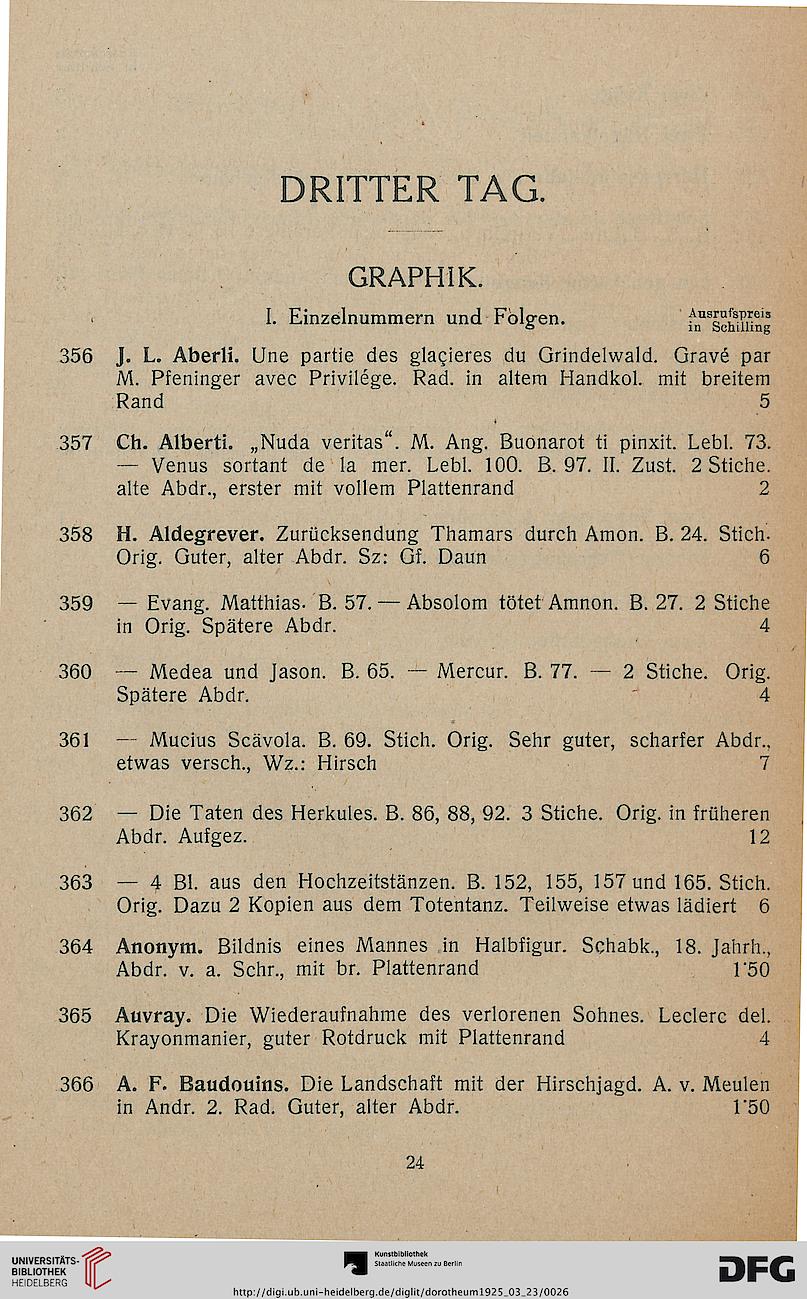 DRITTER TAG.
GRAPHIK.
I. Einzelnummern und Folgen.
Ausrufspreis
in Schilling
356 J. L. Aberli. Une partie des glaçieres du Grindelwald. Gravé par
M. Pfeninger avec Privilége. Rad. in altem Handkol. mit breitem
Rand 5
357 Ch. Alberti. „Nuda veritas“. M. Ang. Buonarot ti pinxit. Lebl. 73.
— Venus sortant de la mer. Lebl. 100. B. 97. II. Zust. 2 Stiche.
alte Abdr., erster mit vollem Plattenrand 2
358 H. Aldegrever. Zurücksendung Thamars durch Amon. B. 24. Stich.
Orig. Guter, alter Abdr. Sz: Gf. Daun 6
359 — Evang. Matthias. B. 57. — Absolom tötet Amnon. B. 27. 2 Stiche
in Orig. Spätere Abdr. 4
360 — Medea und Jason. B. 65. — Mercur. B. 77. — 2 Stiche. Orig.
Spätere Abdr. 4
361 — Mucius Scävola. B. 69. Stich. Orig. Sehr guter, scharfer Abdr.,
etwas versch., Wz.: Hirsch 7
362 — Die Taten des Herkules. B. 86, 88, 92. 3 Stiche. Orig. in früheren
Abdr. Aufgez. 12
363 — 4 Bl. aus den Hochzeitstänzen. B. 152, 155, 157 und 165. Stich.
Orig. Dazu 2 Kopien aus dem Totentanz. Teilweise etwas lädiert 6
364 Anonym. Bildnis eines Mannes in Halbfigur. Schabk., 18. Jahrh.,
Abdr. v. a. Schr., mit br. Plattenrand 1·50
365 Auvray. Die Wiederaufnahme des verlorenen Sohnes. Leclerc del.
Krayonmanier, guter Rotdruck mit Plattenrand 4
366 A. F. Baudouins. Die Landschaft mit der Hirschjagd. A. v. Meulen
in Andr. 2. Rad. Guter, alter Abdr. 1·50
24
UNIVERSITÄTS-
BIBLIOTHEK
HEIDELBERG
Kunstbibliothek
Staatliche Museen zu Berlin
DFG
http://digi.ub.uni-heidelberg.de/diglit/dorotheum1925_03_23/0026